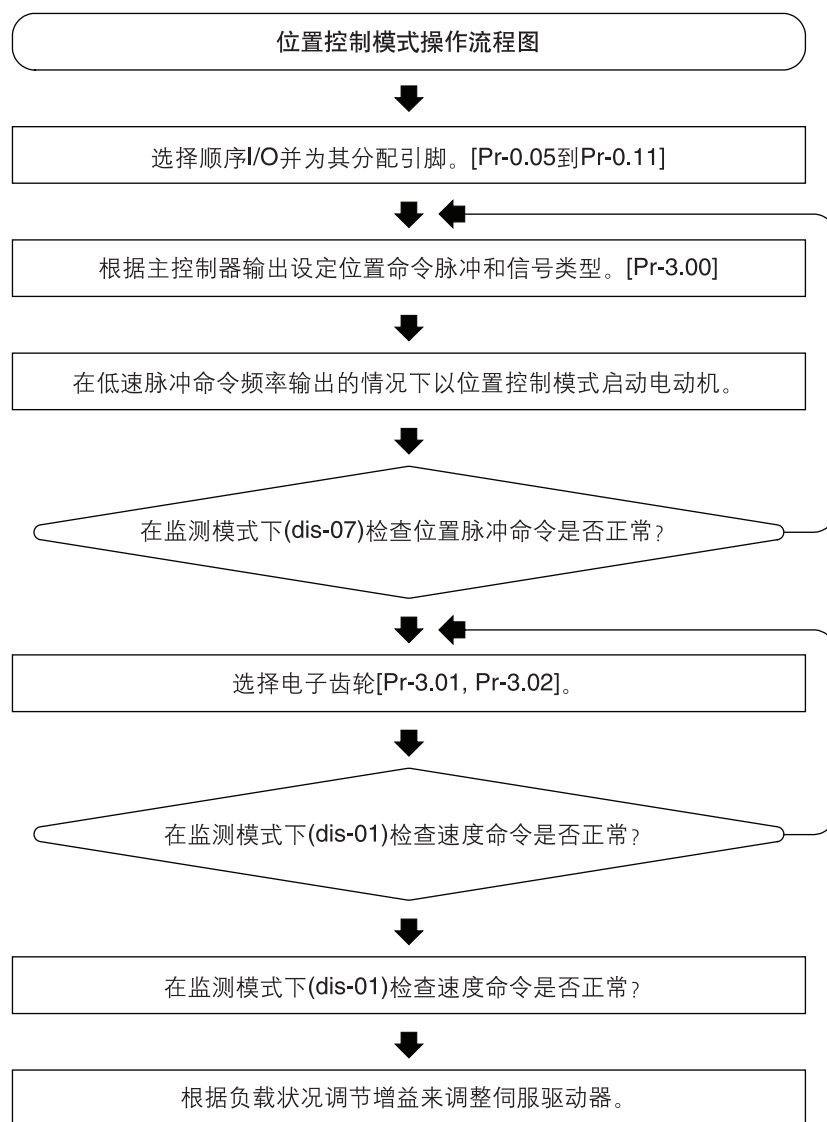 位置控制模式操作流程图
选择顺序I/O并为其分配引脚。[Pr-0.05到Pr-0.11]
根据主控制器输出设定位置命令脉冲和信号类型。[Pr-3.00]
在低速脉冲命令频率输出的情况下以位置控制模式启动电动机。
在监测模式下(dis-07)检查位置脉冲命令是否正常?
选择电子齿轮[Pr-3.01, Pr-3.02]。
在监测模式下(dis-01)检查速度命令是否正常?
在监测模式下(dis-01)检查速度命令是否正常?
根据负载状况调节增益来调整伺服驱动器。